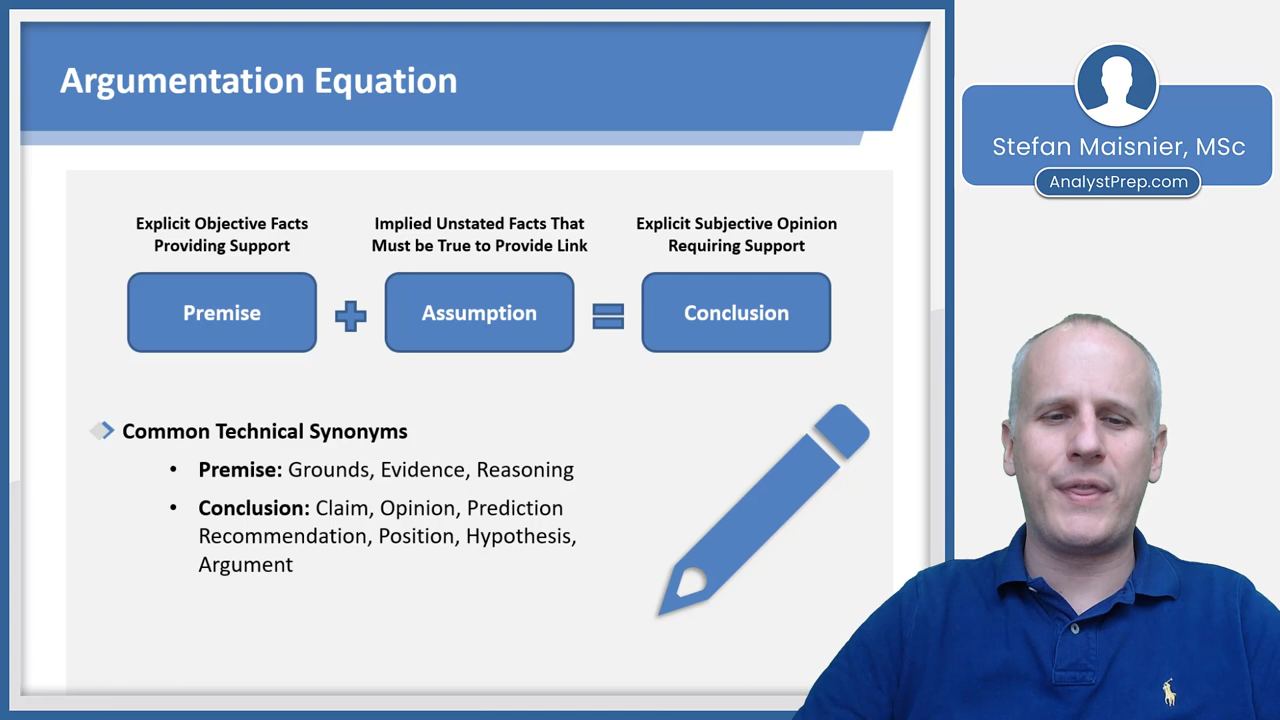 Argumentation Equation
Explicit Objective Facts
Providing Support
Implied Unstated Facts That
Must be True to Provide Link
Explicit Subjective Opinion
Requiring Support
Premise
Assumption
Conclusion
Common Technical Synonyms
• Premise: Grounds, Evidence, Reasoning
• Conclusion: Claim, Opinion, Prediction
Recommendation, Position, Hypothesis,
Argument
Stefan Maisnier, MSc
AnalystPrep.com